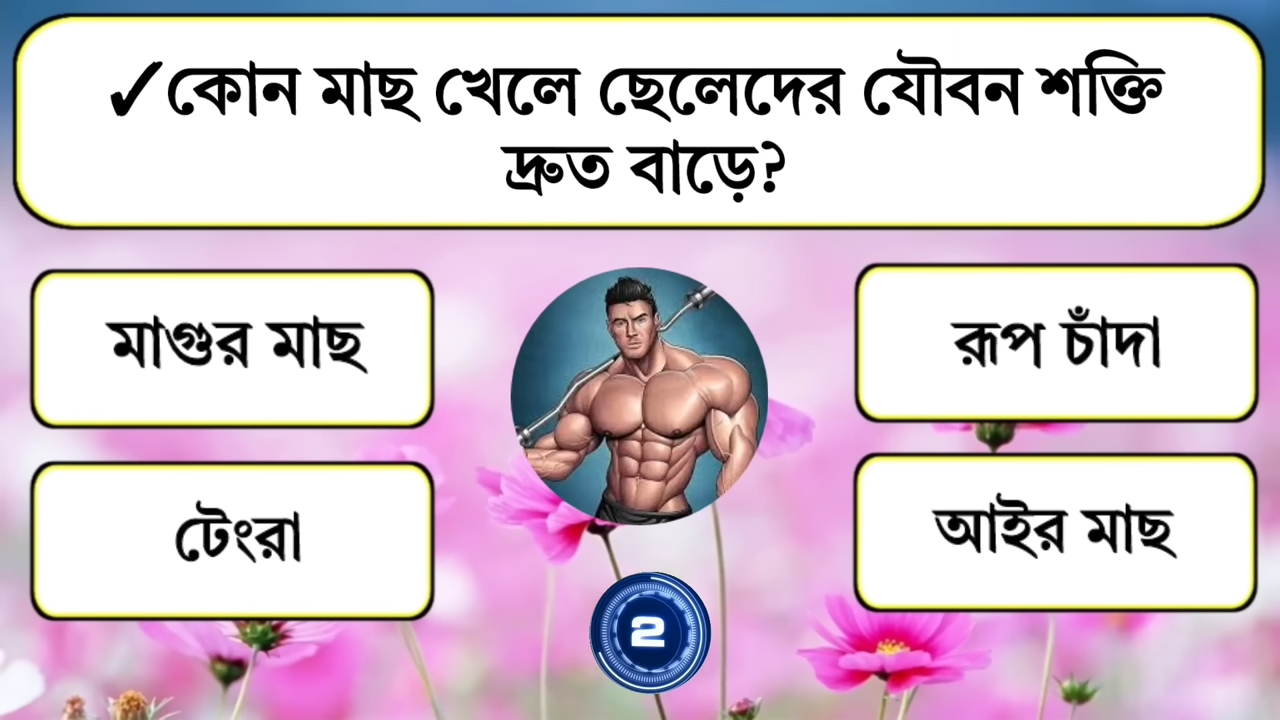 ✓কোন মাছ খেলে ছেলেদের যৌবন শক্তি
দ্রুত বাড়ে?
মাগুর মাছ
রূপ চাঁদা
টেংরা
আইর মাছ
2